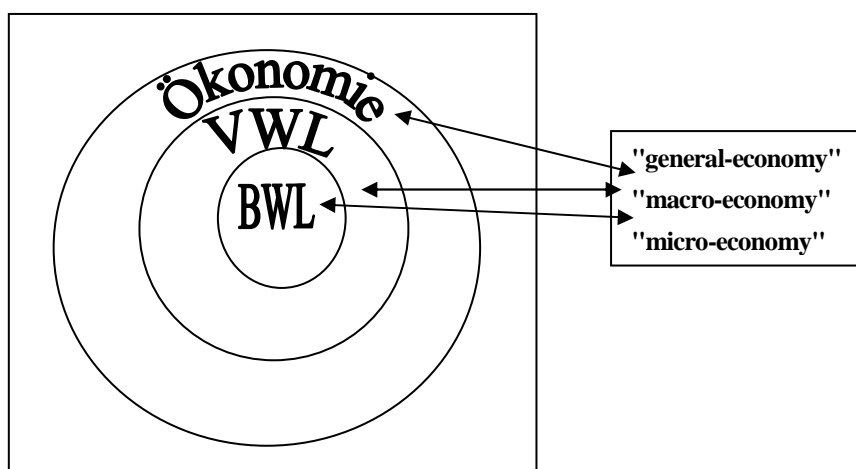 Ökonomie
VWL
BWL
"general-economy"
"macro-economy"
"micro-economy"